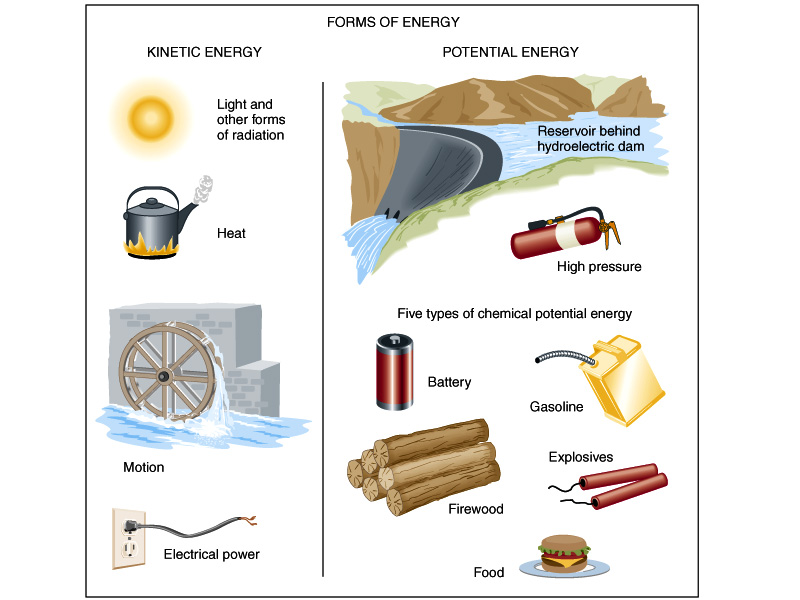 FORMS OF ENERGY
KINETIC ENERGY
Light and
other forms
of radiation
Heat
Motion
Electrical power
POTENTIAL ENERGY
Reservoir behind
hydroelectric dam
High pressure
Five types of chemical potential energy
Battery
Gasoline
Explosives
Firewood
Food